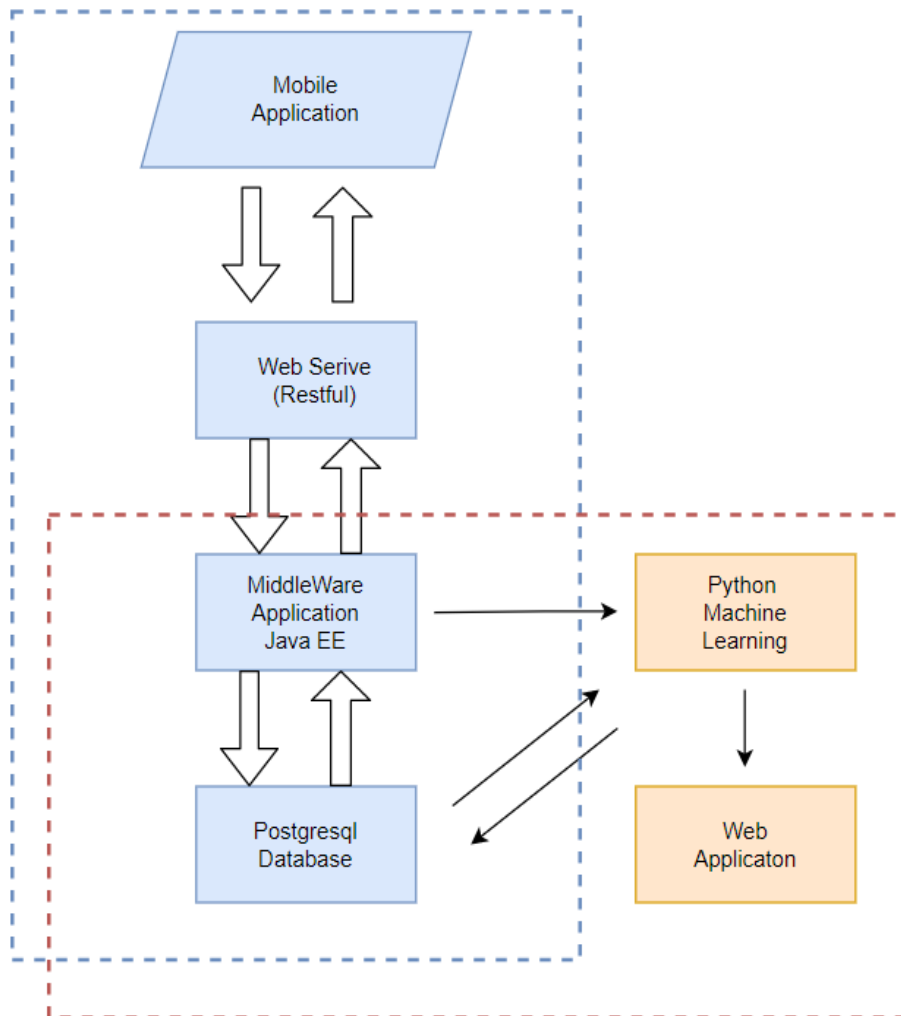 Mobile
Application
Web Serive
(Restful)
MiddleWare
Application
Java EE
Python
Machine
Learning
Postgresql
Database
Web
Applicaton